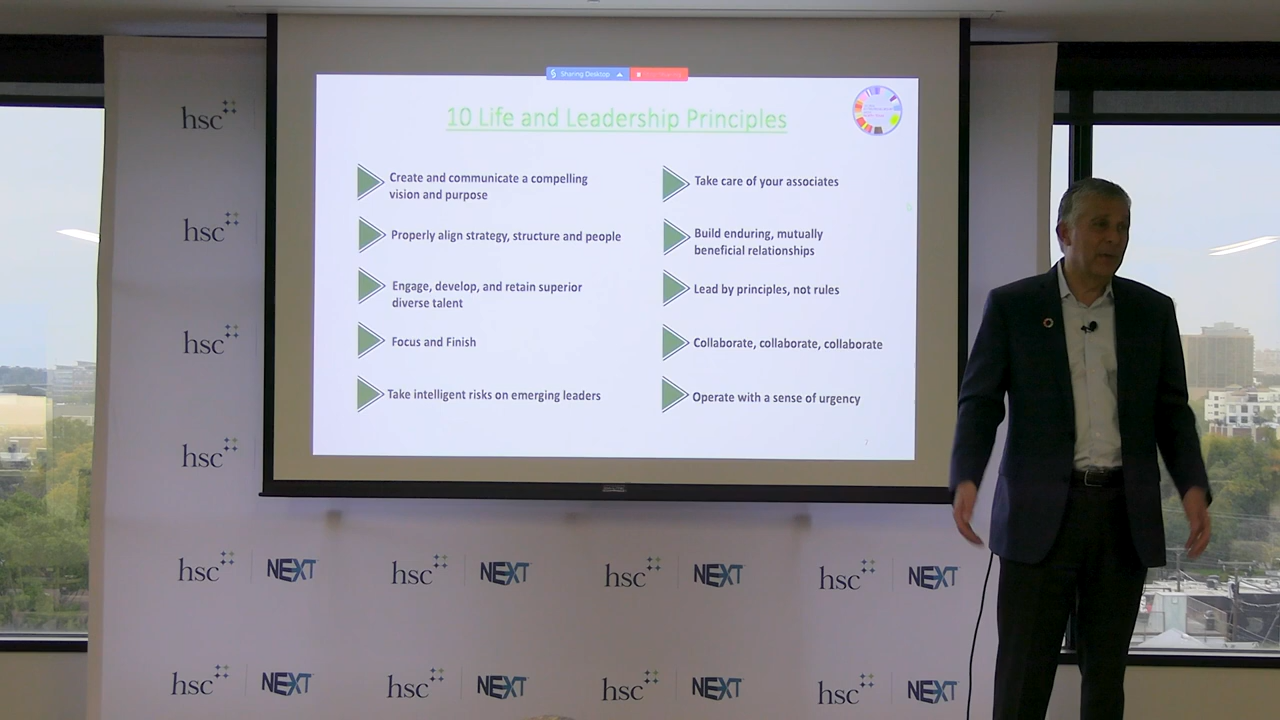 Sharing Desktop
10 Life and Leadership Principles
Create and communicate a compelling
vision and purpose
Properly align strategy, structure and people
Engage, develop, and retain superior
diverse talent
Focus and Finish
Take intelligent risks on emerging leaders
Take care of your associates
Build enduring, mutually
beneficial relationships
Lead by principles, not rules
Collaborate, collaborate, collaborate
Operate with a sense of urgency
hsc
hsc
hsc
hsc
hsc NEXT hsc NEXT hsc NEXT hsc NEXT
hsc NEXT hsc NEXT hsc NEXT hsc NEXT